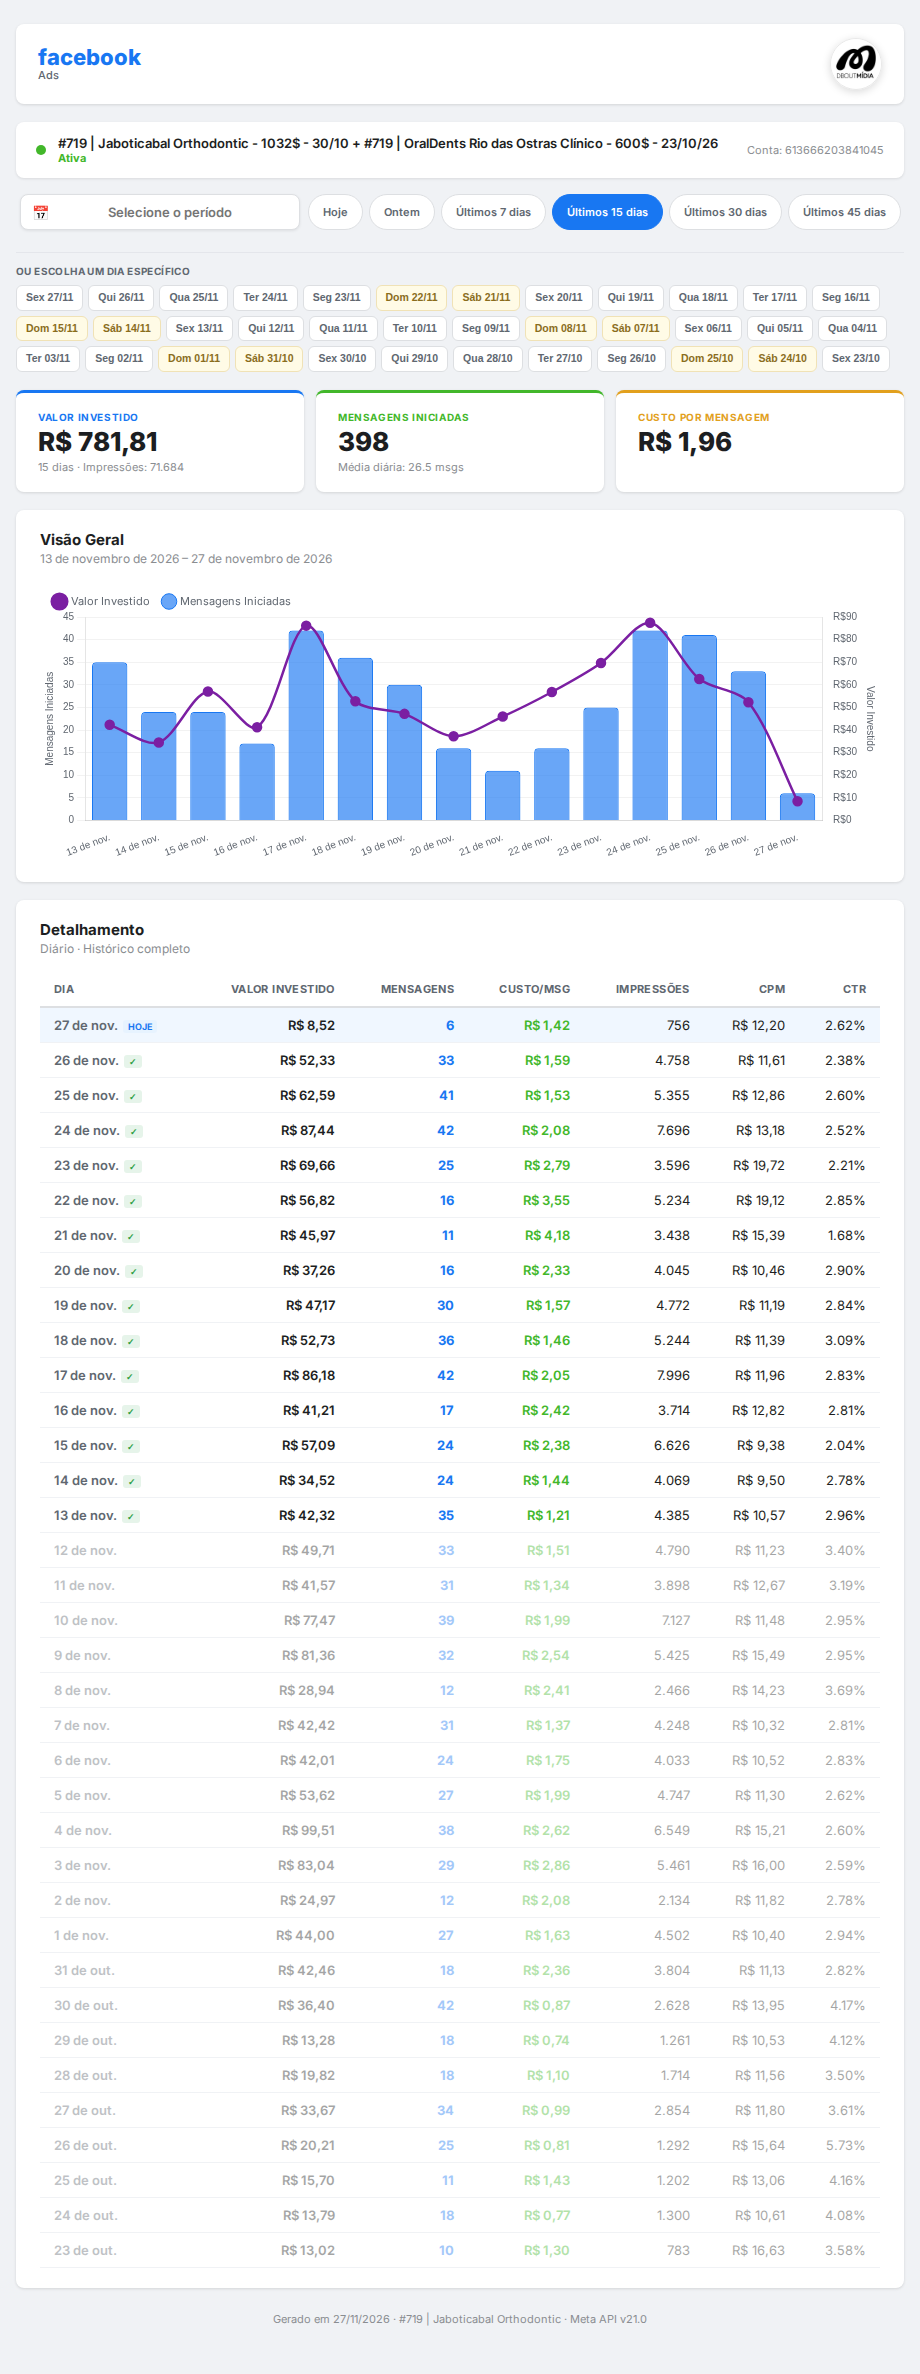 facebook
Ads
DBOUTMÍDIA
#719 | Jaboticabal Orthodontic - 1032$ - 30/10 + #719 | OralDents Rio das Ostras Clínico - 600$ - 23/10/26
Ativa
Conta: 613666203841045
📅 Selecione o período Hoje Ontem Últimos 7 dias Últimos 15 dias Últimos 30 dias Últimos 45 dias
OU ESCOLHA UM DIA ESPECÍFICO
Sex 27/11 Qui 26/11 Qua 25/11 Ter 24/11 Seg 23/11 Dom 22/11 Sáb 21/11 Sex 20/11 Qui 19/11 Qua 18/11 Ter 17/11 Seg 16/11
Dom 15/11 Sáb 14/11 Sex 13/11 Qui 12/11 Qua 11/11 Ter 10/11 Seg 09/11 Dom 08/11 Sáb 07/11 Sex 06/11 Qui 05/11 Qua 04/11
Ter 03/11 Seg 02/11 Dom 01/11 Sáb 31/10 Sex 30/10 Qui 29/10 Qua 28/10 Ter 27/10 Seg 26/10 Dom 25/10 Sáb 24/10 Sex 23/10
VALOR INVESTIDO
R$ 781,81
15 dias · Impressões: 71.684
MENSAGENS INICIADAS
398
Média diária: 26.5 msgs
CUSTO POR MENSAGEM
R$ 1,96
Visão Geral
13 de novembro de 2026 – 27 de novembro de 2026
Valor Investido Mensagens Iniciadas
45 R$90
40 R$80
35 R$70
30 R$60
25 R$50
20 R$40
15 R$30
10 R$20
5 R$10
0 R$0
Mensagens Iniciadas
Valor Investido
13 de nov. 14 de nov. 15 de nov. 16 de nov. 17 de nov. 18 de nov. 19 de nov. 20 de nov. 21 de nov. 22 de nov. 23 de nov. 24 de nov. 25 de nov. 26 de nov. 27 de nov.
Detalhamento
Diário · Histórico completo
DIA VALOR INVESTIDO MENSAGENS CUSTO/MSG IMPRESSÕES CPM CTR
27 de nov. HOJE R$ 8,52 6 R$ 1,42 756 R$ 12,20 2.62%
26 de nov. ✓ R$ 52,33 33 R$ 1,59 4.758 R$ 11,61 2.38%
25 de nov. ✓ R$ 62,59 41 R$ 1,53 5.355 R$ 12,86 2.60%
24 de nov. ✓ R$ 87,44 42 R$ 2,08 7.696 R$ 13,18 2.52%
23 de nov. ✓ R$ 69,66 25 R$ 2,79 3.596 R$ 19,72 2.21%
22 de nov. ✓ R$ 56,82 16 R$ 3,55 5.234 R$ 19,12 2.85%
21 de nov. ✓ R$ 45,97 11 R$ 4,18 3.438 R$ 15,39 1.68%
20 de nov. ✓ R$ 37,26 16 R$ 2,33 4.045 R$ 10,46 2.90%
19 de nov. ✓ R$ 47,17 30 R$ 1,57 4.772 R$ 11,19 2.84%
18 de nov. ✓ R$ 52,73 36 R$ 1,46 5.244 R$ 11,39 3.09%
17 de nov. ✓ R$ 86,18 42 R$ 2,05 7.996 R$ 11,96 2.83%
16 de nov. ✓ R$ 41,21 17 R$ 2,42 3.714 R$ 12,82 2.81%
15 de nov. ✓ R$ 57,09 24 R$ 2,38 6.626 R$ 9,38 2.04%
14 de nov. ✓ R$ 34,52 24 R$ 1,44 4.069 R$ 9,50 2.78%
13 de nov. ✓ R$ 42,32 35 R$ 1,21 4.385 R$ 10,57 2.96%
12 de nov. R$ 49,71 33 R$ 1,51 4.790 R$ 11,23 3.40%
11 de nov. R$ 41,57 31 R$ 1,34 3.898 R$ 12,67 3.19%
10 de nov. R$ 77,47 39 R$ 1,99 7.127 R$ 11,48 2.95%
9 de nov. R$ 81,36 32 R$ 2,54 5.425 R$ 15,49 2.95%
8 de nov. R$ 28,94 12 R$ 2,41 2.466 R$ 14,23 3.69%
7 de nov. R$ 42,42 31 R$ 1,37 4.248 R$ 10,32 2.81%
6 de nov. R$ 42,01 24 R$ 1,75 4.033 R$ 10,52 2.83%
5 de nov. R$ 53,62 27 R$ 1,99 4.747 R$ 11,30 2.62%
4 de nov. R$ 99,51 38 R$ 2,62 6.549 R$ 15,21 2.60%
3 de nov. R$ 83,04 29 R$ 2,86 5.461 R$ 16,00 2.59%
2 de nov. R$ 24,97 12 R$ 2,08 2.134 R$ 11,82 2.78%
1 de nov. R$ 44,00 27 R$ 1,63 4.502 R$ 10,40 2.94%
31 de out. R$ 42,46 18 R$ 2,36 3.804 R$ 11,13 2.82%
30 de out. R$ 36,40 42 R$ 0,87 2.628 R$ 13,95 4.17%
29 de out. R$ 13,28 18 R$ 0,74 1.261 R$ 10,53 4.12%
28 de out. R$ 19,82 18 R$ 1,10 1.714 R$ 11,56 3.50%
27 de out. R$ 33,67 34 R$ 0,99 2.854 R$ 11,80 3.61%
26 de out. R$ 20,21 25 R$ 0,81 1.292 R$ 15,64 5.73%
25 de out. R$ 15,70 11 R$ 1,43 1.202 R$ 13,06 4.16%
24 de out. R$ 13,79 18 R$ 0,77 1.300 R$ 10,61 4.08%
23 de out. R$ 13,02 10 R$ 1,30 783 R$ 16,63 3.58%
Gerado em 27/11/2026 · #719 | Jaboticabal Orthodontic · Meta API v21.0